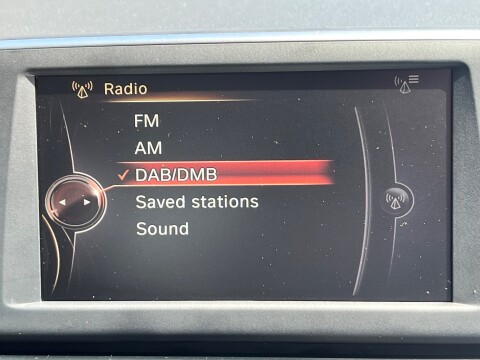 Radio
FM
AM
DAB/DMB
Saved stations
Sound